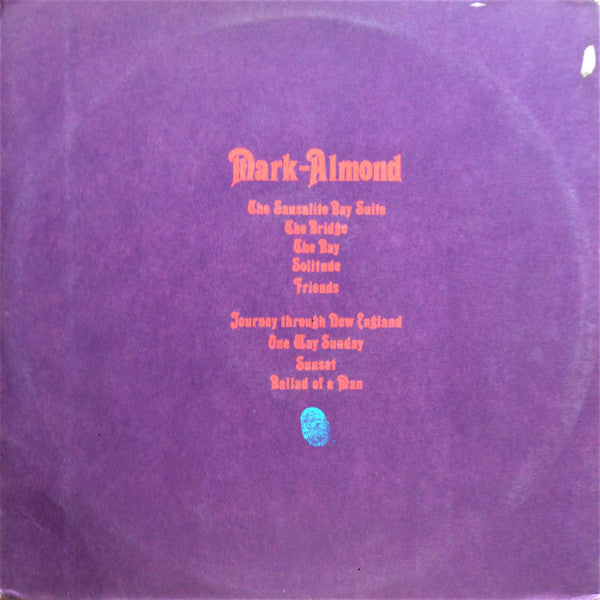 Mark-Almond
The Sausalito Bay Suite
The Bridge
The Bay
Solitude
Friends
Journey through New England
One Way Sunday
Sunset
Ballad of a Man